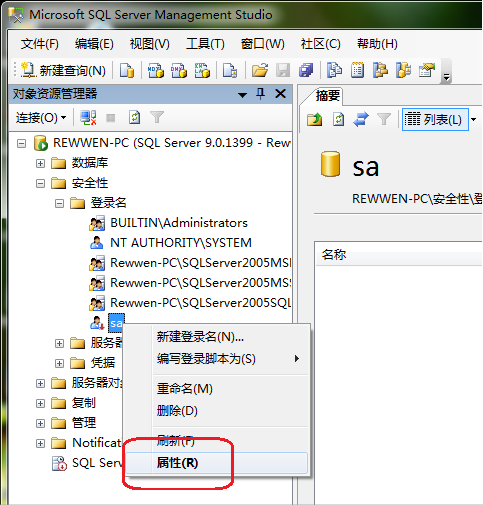 Microsoft SQL Server Management Studio
文件(F) 编辑(E) 视图(V) 工具(T) 窗口(W) 社区(C) 帮助(H)
新建查询(N)
对象资源管理器
摘要
连接(O)
列表(L)
REWWEN-PC (SQL Server 9.0.1399 - Rew
数据库
安全性
登录名
BUILTIN\Administrators
NT AUTHORITY\SYSTEM
Rewwen-PC\SQLServer2005MS
Rewwen-PC\SQLServer2005MS
Rewwen-PC\SQLServer2005SQL
sa
服务器
凭据
服务器对
复制
管理
Notificat
SQL Serv
新建登录名(N)...
编写登录脚本为(S)
重命名(M)
删除(D)
刷新(F)
属性(R)
sa
REWWEN-PC\安全性\登
名称